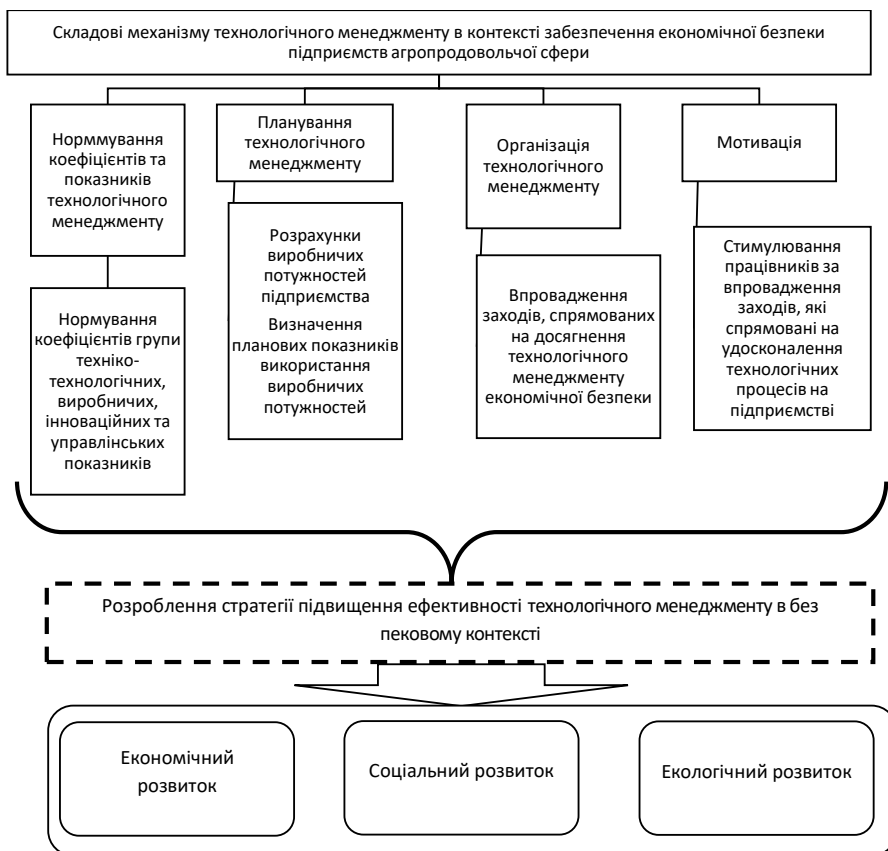 Складові механізму технологічного менеджменту в контексті забезпечення економічної безпеки
підприємств агропродовольчої сфери
Норммування
коефіцієнтів та
показників
технологічного
менеджменту
Планування
технологічного
менеджменту
Організація
технологічного
менеджменту
Мотивація
Нормування
коефіцієнтів групи
техніко-
технологічних,
виробничих,
інноваційних та
управлінських
показників
Розрахунки
виробничих
потужностей
підприємства
Визначення
планових показників
використання
виробничих
потужностей
Впровадження
заходів, спрямованих
на досягнення
технологічного
менеджменту
економічної безпеки
Стимулювання
працівників за
впровадження
заходів, які
спрямовані на
удосконалення
технологічних
процесів на
підприємстві
Розроблення стратегії підвищення ефективності технологічного менеджменту в без
пековому контексті
Економічний
розвиток
Соціальний розвиток
Екологічний розвиток